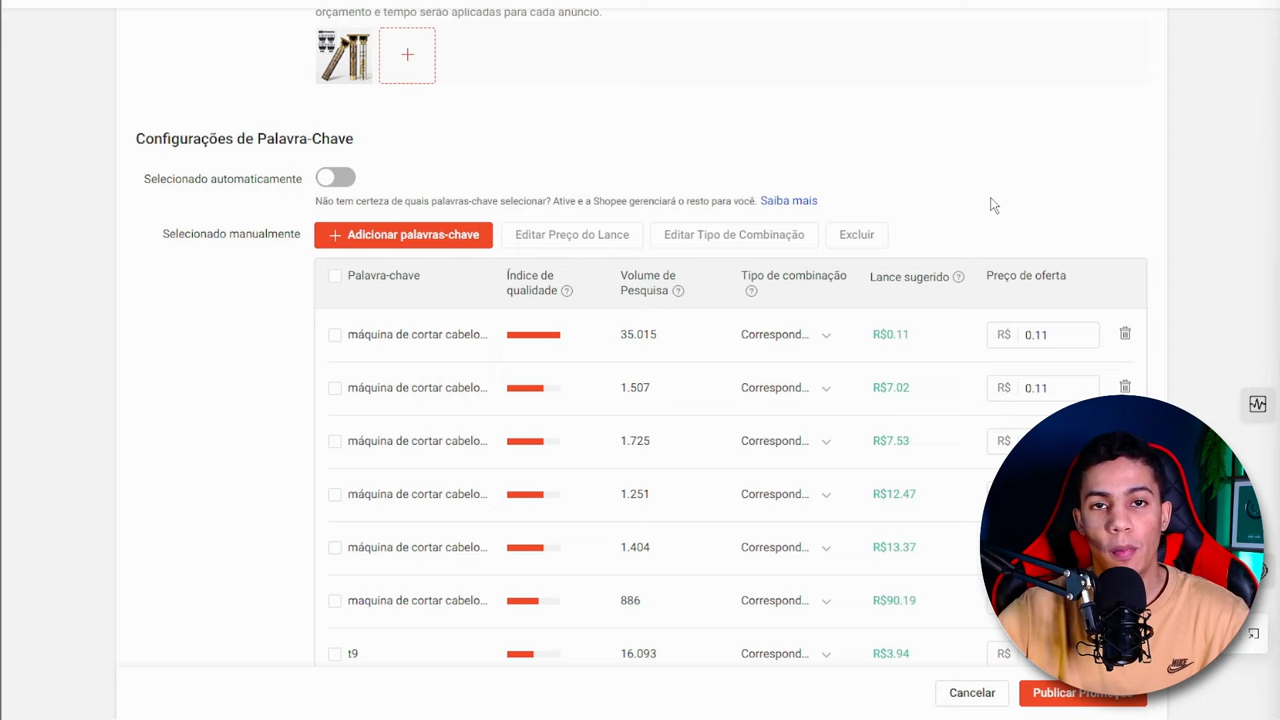 orçamento e tempo serão aplicadas para cada anúncio.
Configurações de Palavra-Chave
Selecionado automaticamente
Não tem certeza de quais palavras-chave selecionar? Ative e a Shopee gerenciará o resto para você. Saiba mais
Selecionado manualmente
+ Adicionar palavras-chave Editar Preço do Lance Editar Tipo de Combinação Excluir
Palavra-chave Índice de qualidade ? Volume de Pesquisa ? Tipo de combinação ? Lance sugerido ? Preço de oferta
máquina de cortar cabelo... 35.015 Correspond... R$0.11 R$ 0.11
máquina de cortar cabelo... 1.507 Correspond... R$7.02 R$ 0.11
máquina de cortar cabelo... 1.725 Correspond... R$7.53 R$
máquina de cortar cabelo... 1.251 Correspond... R$12.47
máquina de cortar cabelo... 1.404 Correspond... R$13.37
maquina de cortar cabelo... 886 Correspond... R$90.19
t9 16.093 Correspond... R$3.94 R$
Cancelar Publicar Promoção
NIKE